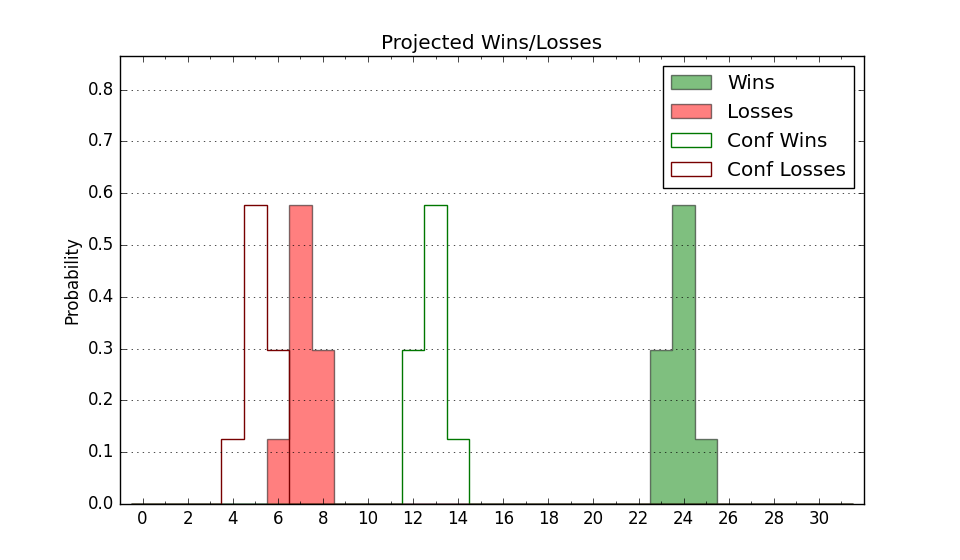 Projected Wins/Losses
Wins
Losses
Conf Wins
Conf Losses
Probability
0.8
0.7
0.6
0.5
0.4
0.3
0.2
0.1
0.0
0 2 4 6 8 10 12 14 16 18 20 22 24 26 28 30